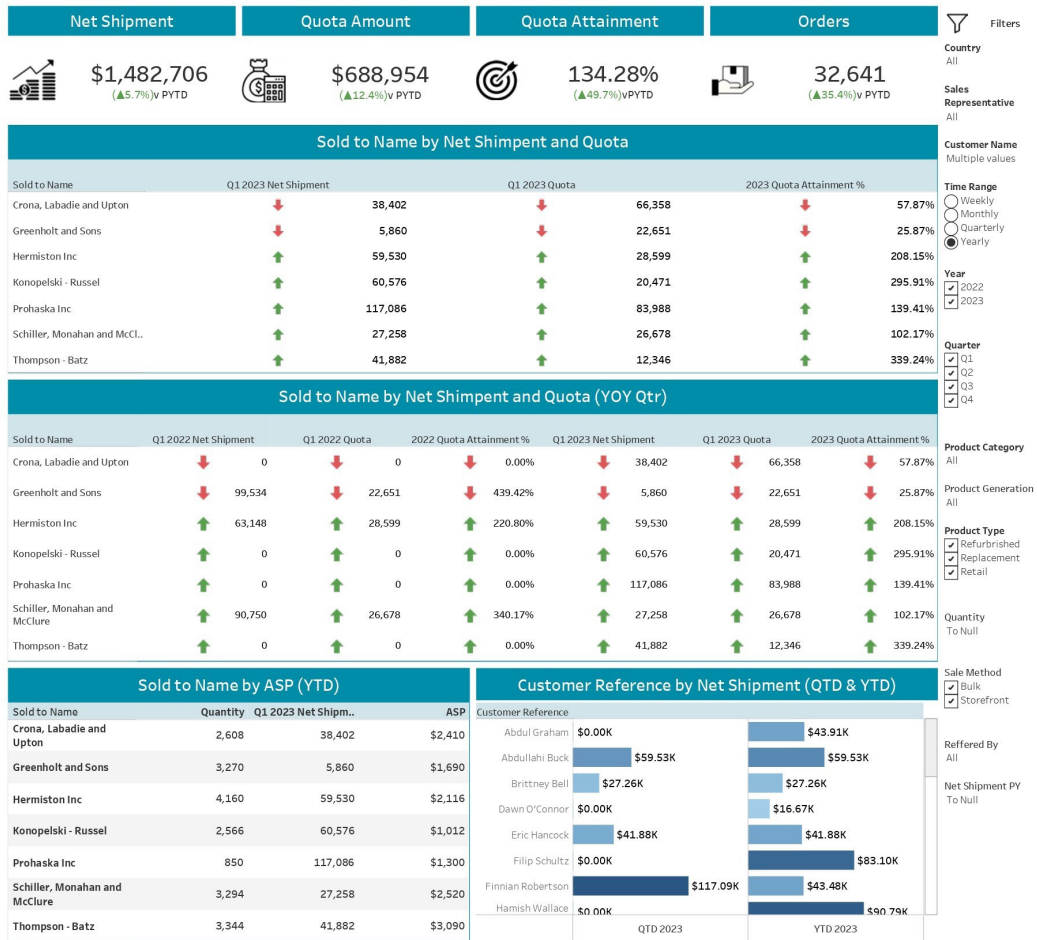 Net Shipment Quota Amount Quota Attainment Orders
$1,482,706 $688,954 134.28% 32,641
(▲5.7%)v PYTD (▲12.4%)v PYTD (▲49.7%)vPYTD (▲35.4%)v PYTD
Sold to Name by Net Shimpent and Quota
Sold to Name Q1 2023 Net Shipment Q1 2023 Quota 2023 Quota Attainment %
Crona, Labadie and Upton 38,402 66,358 57.87%
Greenholt and Sons 5,860 22,651 25.87%
Hermiston Inc 59,530 28,599 208.15%
Konopelski - Russel 60,576 20,471 295.91%
Prohaska Inc 117,086 83,988 139.41%
Schiller, Monahan and McCl.. 27,258 26,678 102.17%
Thompson - Batz 41,882 12,346 339.24%
Sold to Name by Net Shimpent and Quota (YOY Qtr)
Sold to Name Q1 2022 Net Shipment Q1 2022 Quota 2022 Quota Attainment % Q1 2023 Net Shipment Q1 2023 Quota 2023 Quota Attainment %
Crona, Labadie and Upton 0 0 0.00% 38,402 66,358 57.87%
Greenholt and Sons 99,534 22,651 439.42% 5,860 22,651 25.87%
Hermiston Inc 63,148 28,599 220.80% 59,530 28,599 208.15%
Konopelski - Russel 0 0 0.00% 60,576 20,471 295.91%
Prohaska Inc 0 0 0.00% 117,086 83,988 139.41%
Schiller, Monahan and
McClure 90,750 26,678 340.17% 27,258 26,678 102.17%
Thompson - Batz 0 0 0.00% 41,882 12,346 339.24%
Sold to Name by ASP (YTD)
Sold to Name Quantity Q1 2023 Net Shipm.. ASP
Crona, Labadie and
Upton 2,608 38,402 $2,410
Greenholt and Sons 3,270 5,860 $1,690
Hermiston Inc 4,160 59,530 $2,116
Konopelski - Russel 2,566 60,576 $1,012
Prohaska Inc 850 117,086 $1,300
Schiller, Monahan and
McClure 3,294 27,258 $2,520
Thompson - Batz 3,344 41,882 $3,090
Customer Reference by Net Shipment (QTD & YTD)
Customer Reference
Abdul Graham $0.00K $43.91K
Abdullahi Buck $59.53K $59.53K
Brittney Bell $27.26K $27.26K
Dawn O'Connor $0.00K $16.67K
Eric Hancock $41.88K $41.88K
Filip Schultz $0.00K $83.10K
Finnian Robertson $117.09K $43.48K
Hamish Wallace $0.00K $90.79K
QTD 2023 YTD 2023
Filters
Country
All
Sales
Representative
All
Customer Name
Multiple values
Time Range
Weekly
Monthly
Quarterly
Yearly
Year
2022
2023
Quarter
Q1
Q2
Q3
Q4
Product Category
All
Product Generation
All
Product Type
Refurbrished
Replacement
Retail
Quantity
To Null
Sale Method
Bulk
Storefront
Reffered By
All
Net Shipment PY
To Null